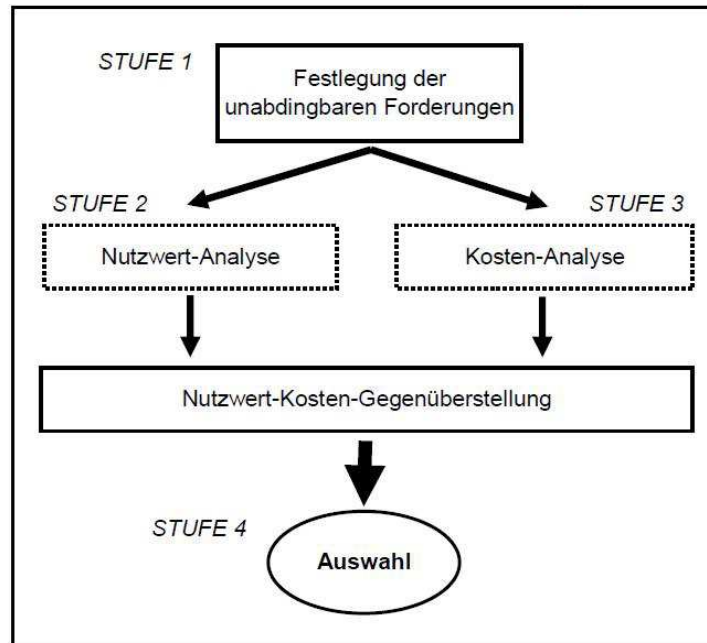 STUFE 1
Festlegung der
unabdingbaren Forderungen
STUFE 2
STUFE 3
Nutzwert-Analyse
Kosten-Analyse
Nutzwert-Kosten-Gegenüberstellung
STUFE 4
Auswahl